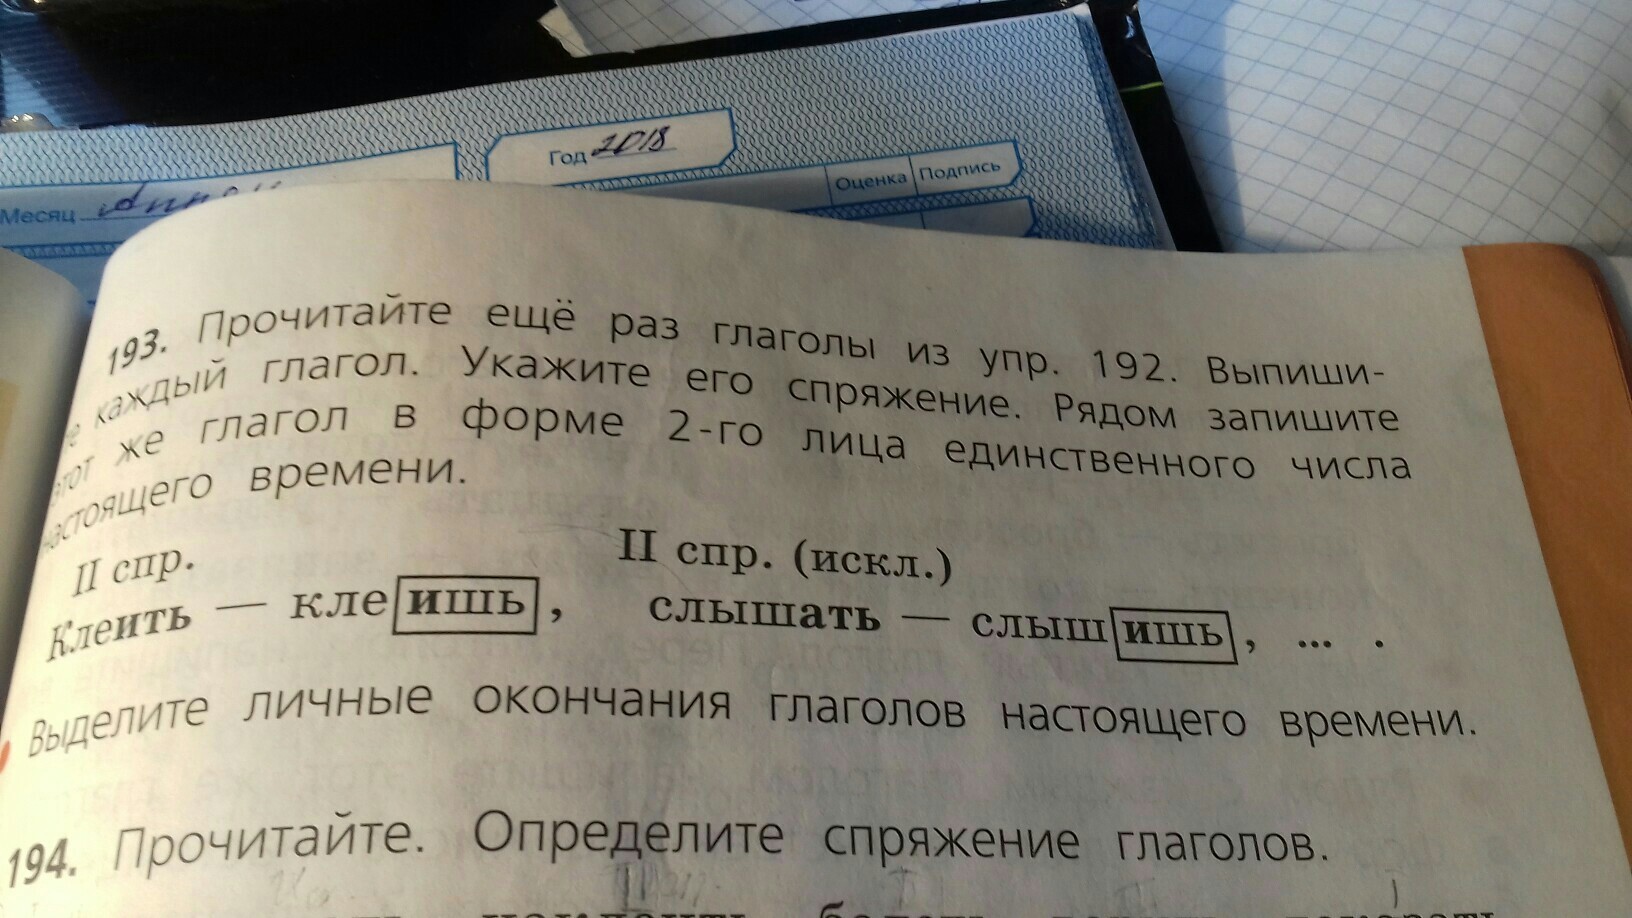 Год 2018
Месяц
Оценка Подпись
193. Прочитайте ещё раз глаголы из упр. 192. Выпиши-
е каждый глагол. Укажите его спряжение. Рядом запишите
этот же глагол в форме 2-го лица единственного числа
настоящего времени.
II спр. II спр. (искл.)
Клеить — клеишь, слышать — слышишь, ... .
Выделите личные окончания глаголов настоящего времени.
194. Прочитайте. Определите спряжение глаголов.